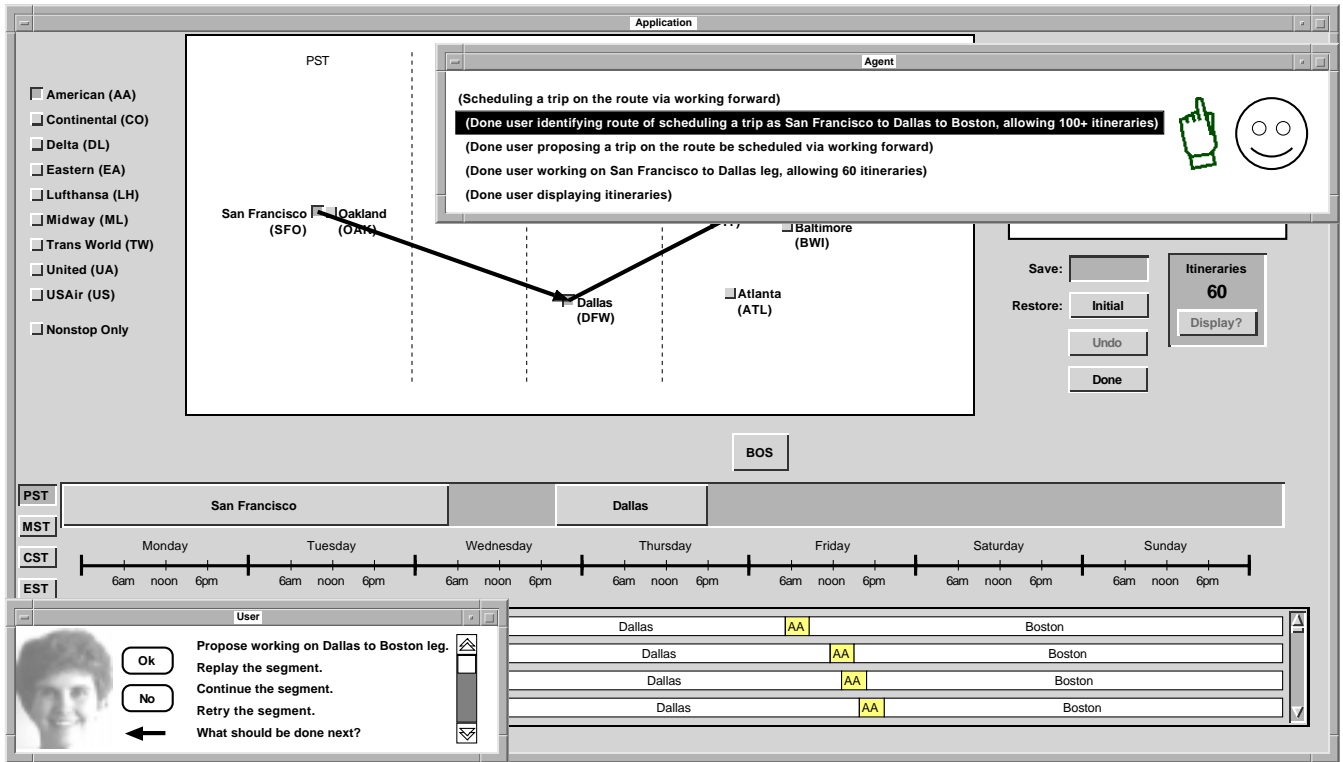 Application
PST
Agent
American (AA)
Continental (CO)
Delta (DL)
Eastern (EA)
Lufthansa (LH)
Midway (ML)
Trans World (TW)
United (UA)
USAir (US)
Nonstop Only
(Scheduling a trip on the route via working forward)
(Done user identifying route of scheduling a trip as San Francisco to Dallas to Boston, allowing 100+ itineraries)
(Done user proposing a trip on the route be scheduled via working forward)
(Done user working on San Francisco to Dallas leg, allowing 60 itineraries)
(Done user displaying itineraries)
San Francisco
(SFO)
Oakland
(OAK)
Baltimore
(BWI)
Dallas
(DFW)
Atlanta
(ATL)
Save:
Restore:
Initial
Undo
Done
Itineraries
60
Display?
BOS
PST
MST
CST
EST
San Francisco
Dallas
Monday Tuesday Wednesday Thursday Friday Saturday Sunday
6am noon 6pm 6am noon 6pm 6am noon 6pm 6am noon 6pm 6am noon 6pm 6am noon 6pm 6am noon 6pm
User
Ok
No
Propose working on Dallas to Boston leg.
Replay the segment.
Continue the segment.
Retry the segment.
What should be done next?
Dallas AA Boston
Dallas AA Boston
Dallas AA Boston
Dallas AA Boston